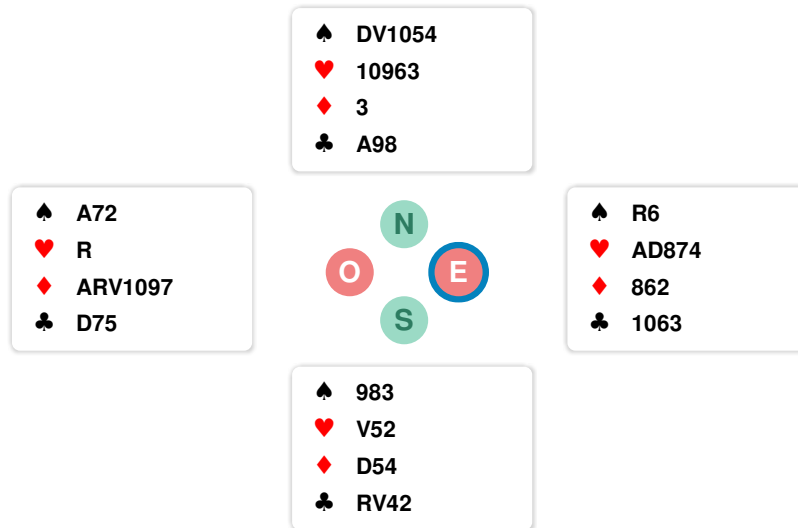 ♠ DV1054
♥ 10963
♦ 3
♣ A98
♠ A72
♥ R
♦ ARV1097
♣ D75
N
O
E
S
♠ R6
♥ AD874
♦ 862
♣ 1063
♠ 983
♥ V52
♦ D54
♣ RV42